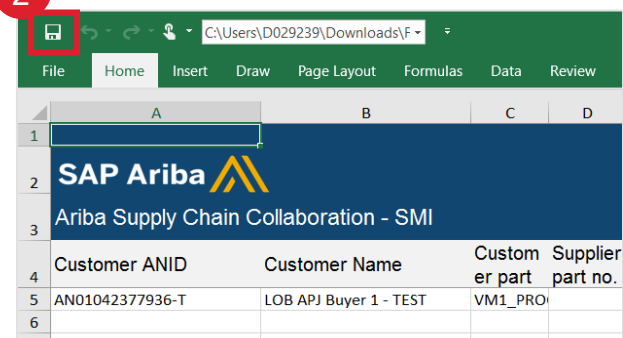 2
C:\Users\D029239\Downloads\F
File Home Insert Draw Page Layout Formulas Data Review
A B C D
1
2 SAP Ariba
3 Ariba Supply Chain Collaboration - SMI
Custom Supplier
4 Customer ANID Customer Name er part part no.
5 AN01042377936-T LOB APJ Buyer 1 - TEST VM1_PRO
6